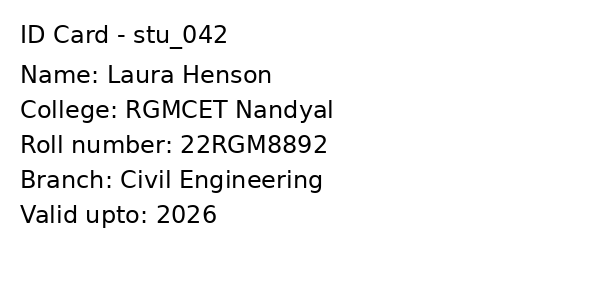 ID Card - stu_042
Name: Laura Henson
College: RGMCET Nandyal
Roll number: 22RGM8892
Branch: Civil Engineering
Valid upto: 2026